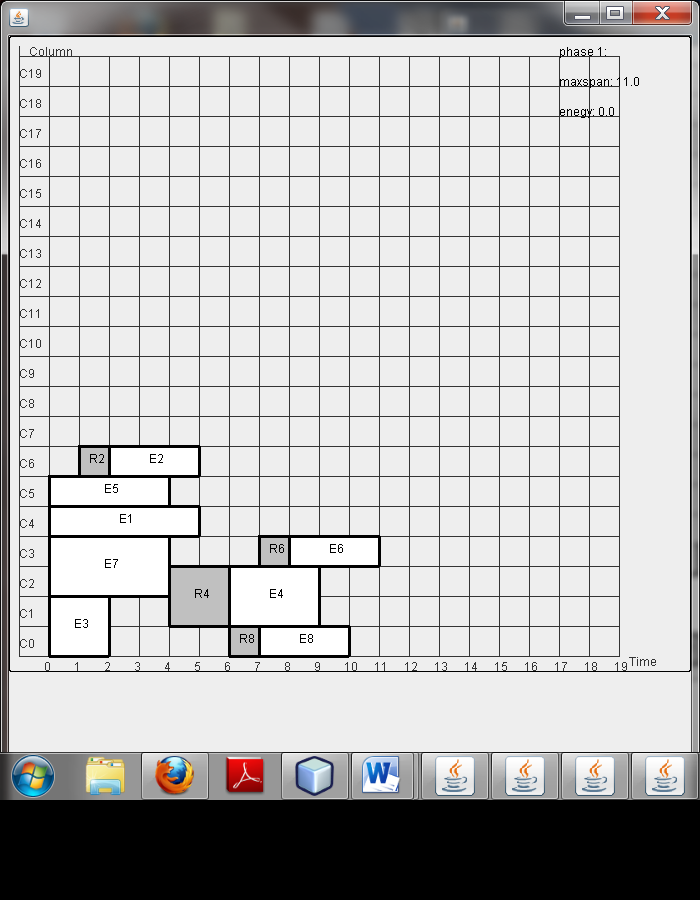 Column
phase 1:
C19
maxspan: 11.0
C18
enegy: 0.0
C17
C16
C15
C14
C13
C12
C11
C10
C9
C8
C7
C6 R2 E2
C5 E5
C4 E1
C3 E7 R6 E6
C2 R4 E4
C1 E3
C0 R8 E8
0 1 2 3 4 5 6 7 8 9 10 11 12 13 14 15 16 17 18 19 Time